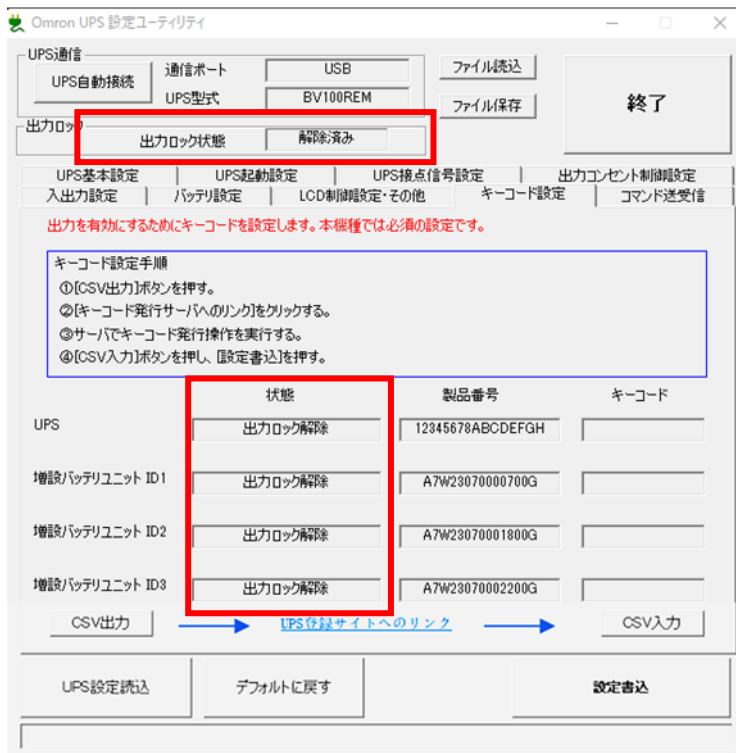 Omron UPS 設定ユーティリティ
UPS通信
UPS自動接続
通信ポート USB
UPS型式 BV100REM
ファイル読込
ファイル保存
終了
出力ロック
出力ロック状態 解除済み
UPS基本設定 UPS起動設定 UPS接点信号設定 出力コンセント制御設定
入出力設定 バッテリ設定 LCD制御設定・その他 キーコード設定 コマンド送受信
出力を有効にするためにキーコードを設定します。本機種では必須の設定です。
キーコード設定手順
①[CSV出力]ボタンを押す。
②[キーコード発行サーバへのリンク]をクリックする。
③サーバでキーコード発行操作を実行する。
④[CSV入力]ボタンを押し、[設定書込]を押す。
状態 製品番号 キーコード
UPS 出力ロック解除 12345678ABCDEFGH
増設バッテリユニット ID1 出力ロック解除 A7W23070000700G
増設バッテリユニット ID2 出力ロック解除 A7W23070001800G
増設バッテリユニット ID3 出力ロック解除 A7W23070002200G
CSV出力 UPS登録サイトへのリンク CSV入力
UPS設定読込 デフォルトに戻す 設定書込